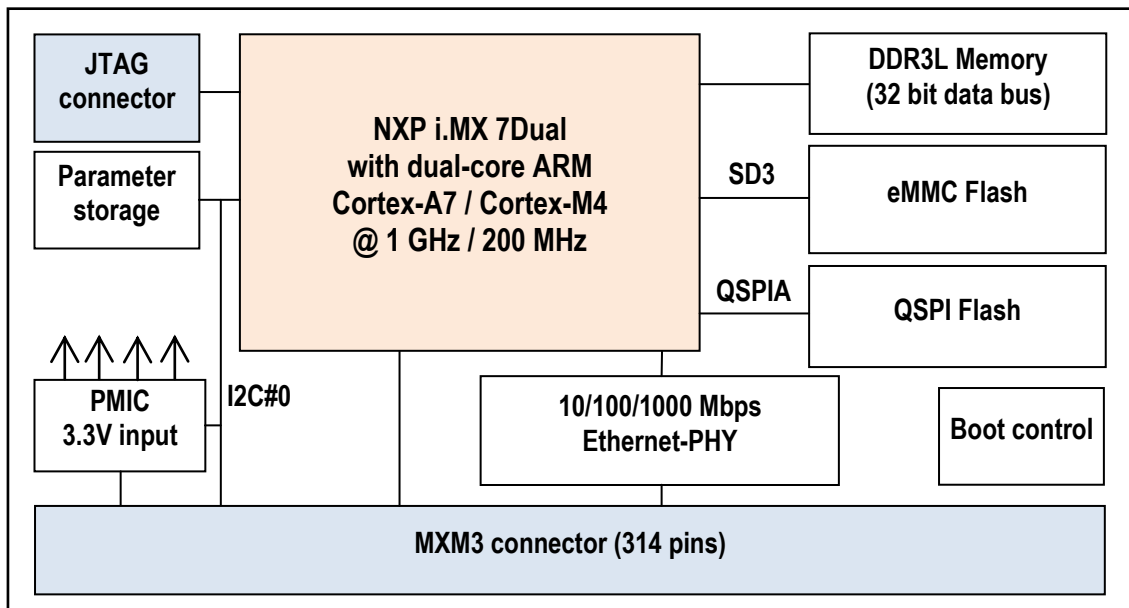 JTAG
connector
NXP i.MX 7Dual
with dual-core ARM
Cortex-A7 / Cortex-M4
@ 1 GHz / 200 MHz
DDR3L Memory
(32 bit data bus)
Parameter
storage
SD3
eMMC Flash
QSPIA
QSPI Flash
PMIC
3.3V input
I2C#0
10/100/1000 Mbps
Ethernet-PHY
Boot control
MXM3 connector (314 pins)